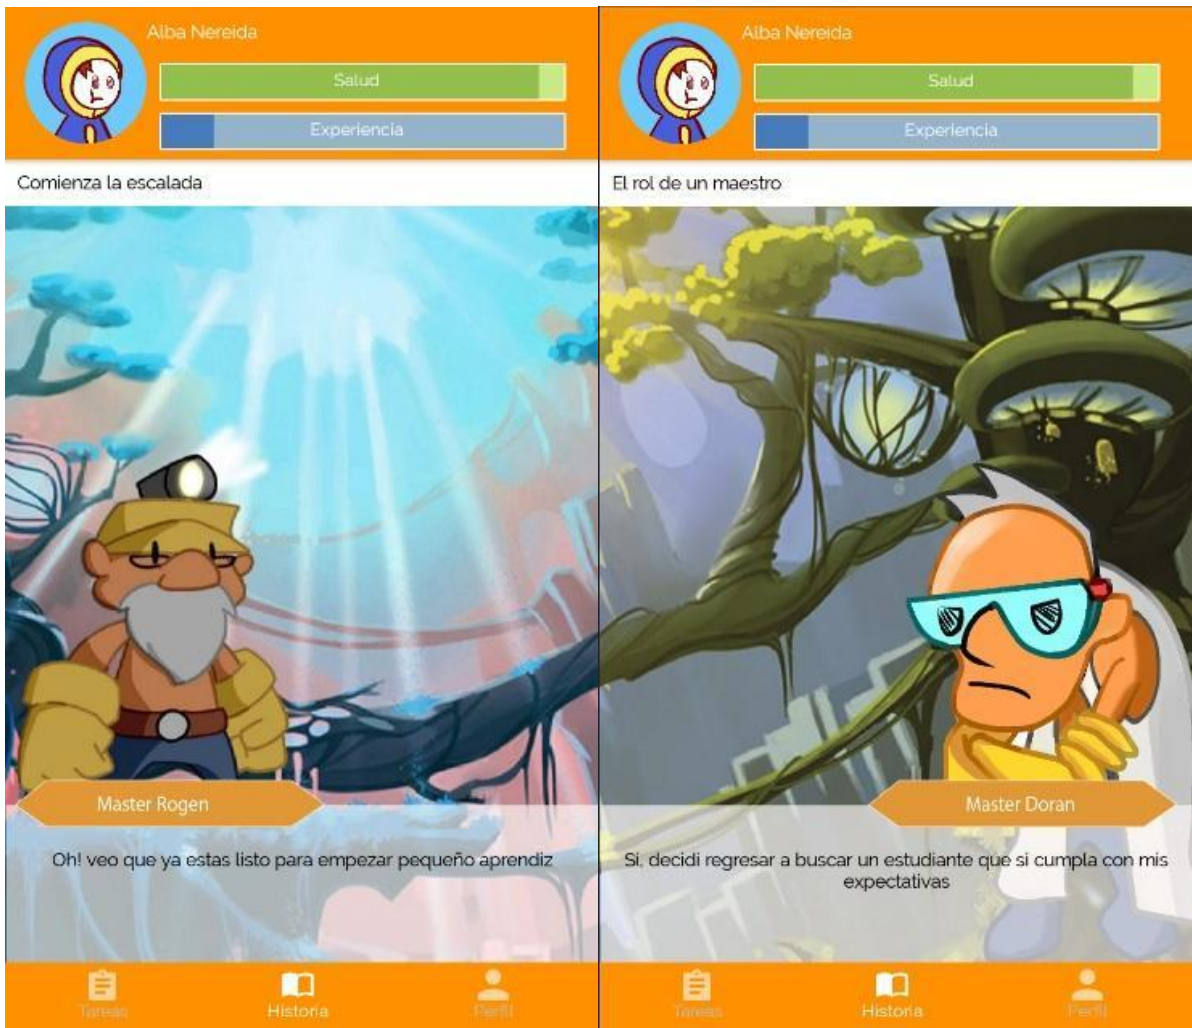 Alba Nereida
Salud
Experiencia
Comienza la escalada
Master Rogen
Oh! veo que ya estas listo para empezar pequeño aprendiz
Tareas
Historia
Perfil
Alba Nereida
Salud
Experiencia
El rol de un maestro
Master Doran
Si, decidi regresar a buscar un estudiante que si cumpla con mis
expectativas
Tareas
Historia
Perfil